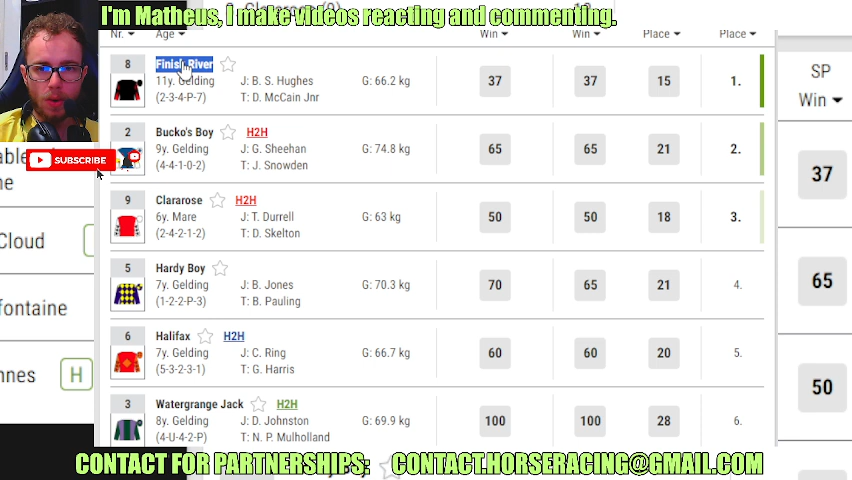 I'm Matheus, I make videos reacting and commenting.
Nr. Age Win Win Place Place
8 Finish River
11y. Gelding J: B. S. Hughes G: 66.2 kg 37 37 15 1.
(2-3-4-P-7) T: D. McCain Jnr
2 Bucko's Boy H2H
9y. Gelding J: G. Sheehan G: 74.8 kg 65 65 21 2.
(4-4-1-0-2) T: J. Snowden
9 Clararose H2H
6y. Mare J: T. Durrell G: 63 kg 50 50 18 3.
(2-4-2-1-2) T: D. Skelton
5 Hardy Boy
7y. Gelding J: B. Jones G: 70.3 kg 70 65 21 4.
(1-2-2-P-3) T: B. Pauling
6 Halifax H2H
7y. Gelding J: C. Ring G: 66.7 kg 60 60 20 5.
(5-3-2-3-1) T: G. Harris
3 Watergrange Jack H2H
8y. Gelding J: D. Johnston G: 69.9 kg 100 100 28 6.
(4-U-4-2-P) T: N. P. Mulholland
SUBSCRIBE
Cloud
fontaine
H
SP
Win
37
65
50
CONTACT FOR PARTNERSHIPS: CONTACT.HORSERACING@GMAIL.COM